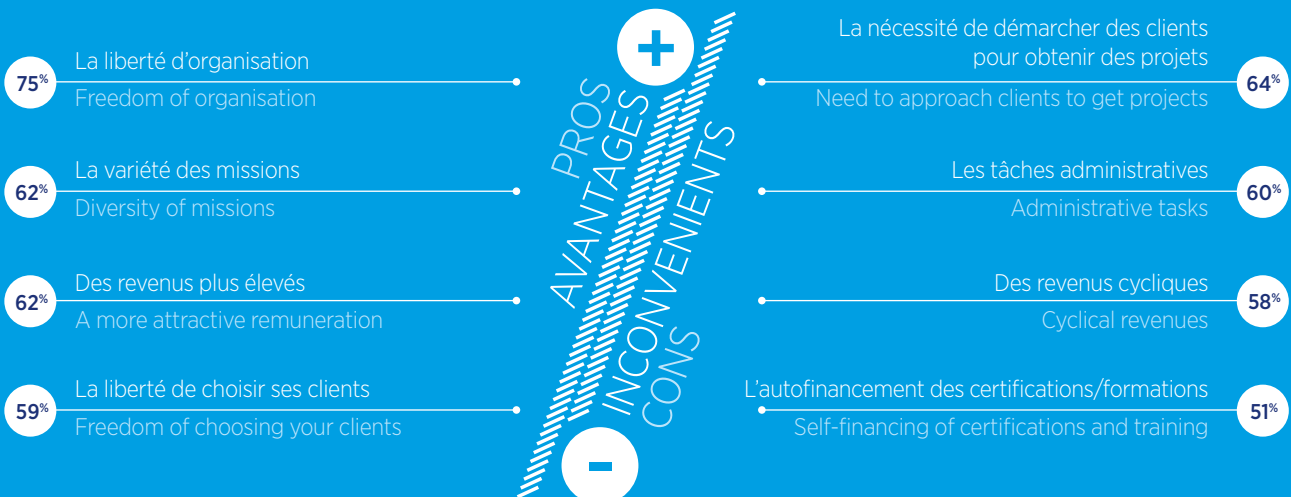 75%
La liberté d'organisation
Freedom of organisation
62%
La variété des missions
Diversity of missions
62%
Des revenus plus élevés
A more attractive remuneration
59%
La liberté de choisir ses clients
Freedom of choosing your clients
+
PROS
AVANTAGES
INCONVENIENTS
CONS
-
La nécessité de démarcher des clients
pour obtenir des projets
Need to approach clients to get projects
64%
Les tâches administratives
Administrative tasks
60%
Des revenus cycliques
Cyclical revenues
58%
L'autofinancement des certifications/formations
Self-financing of certifications and training
51%